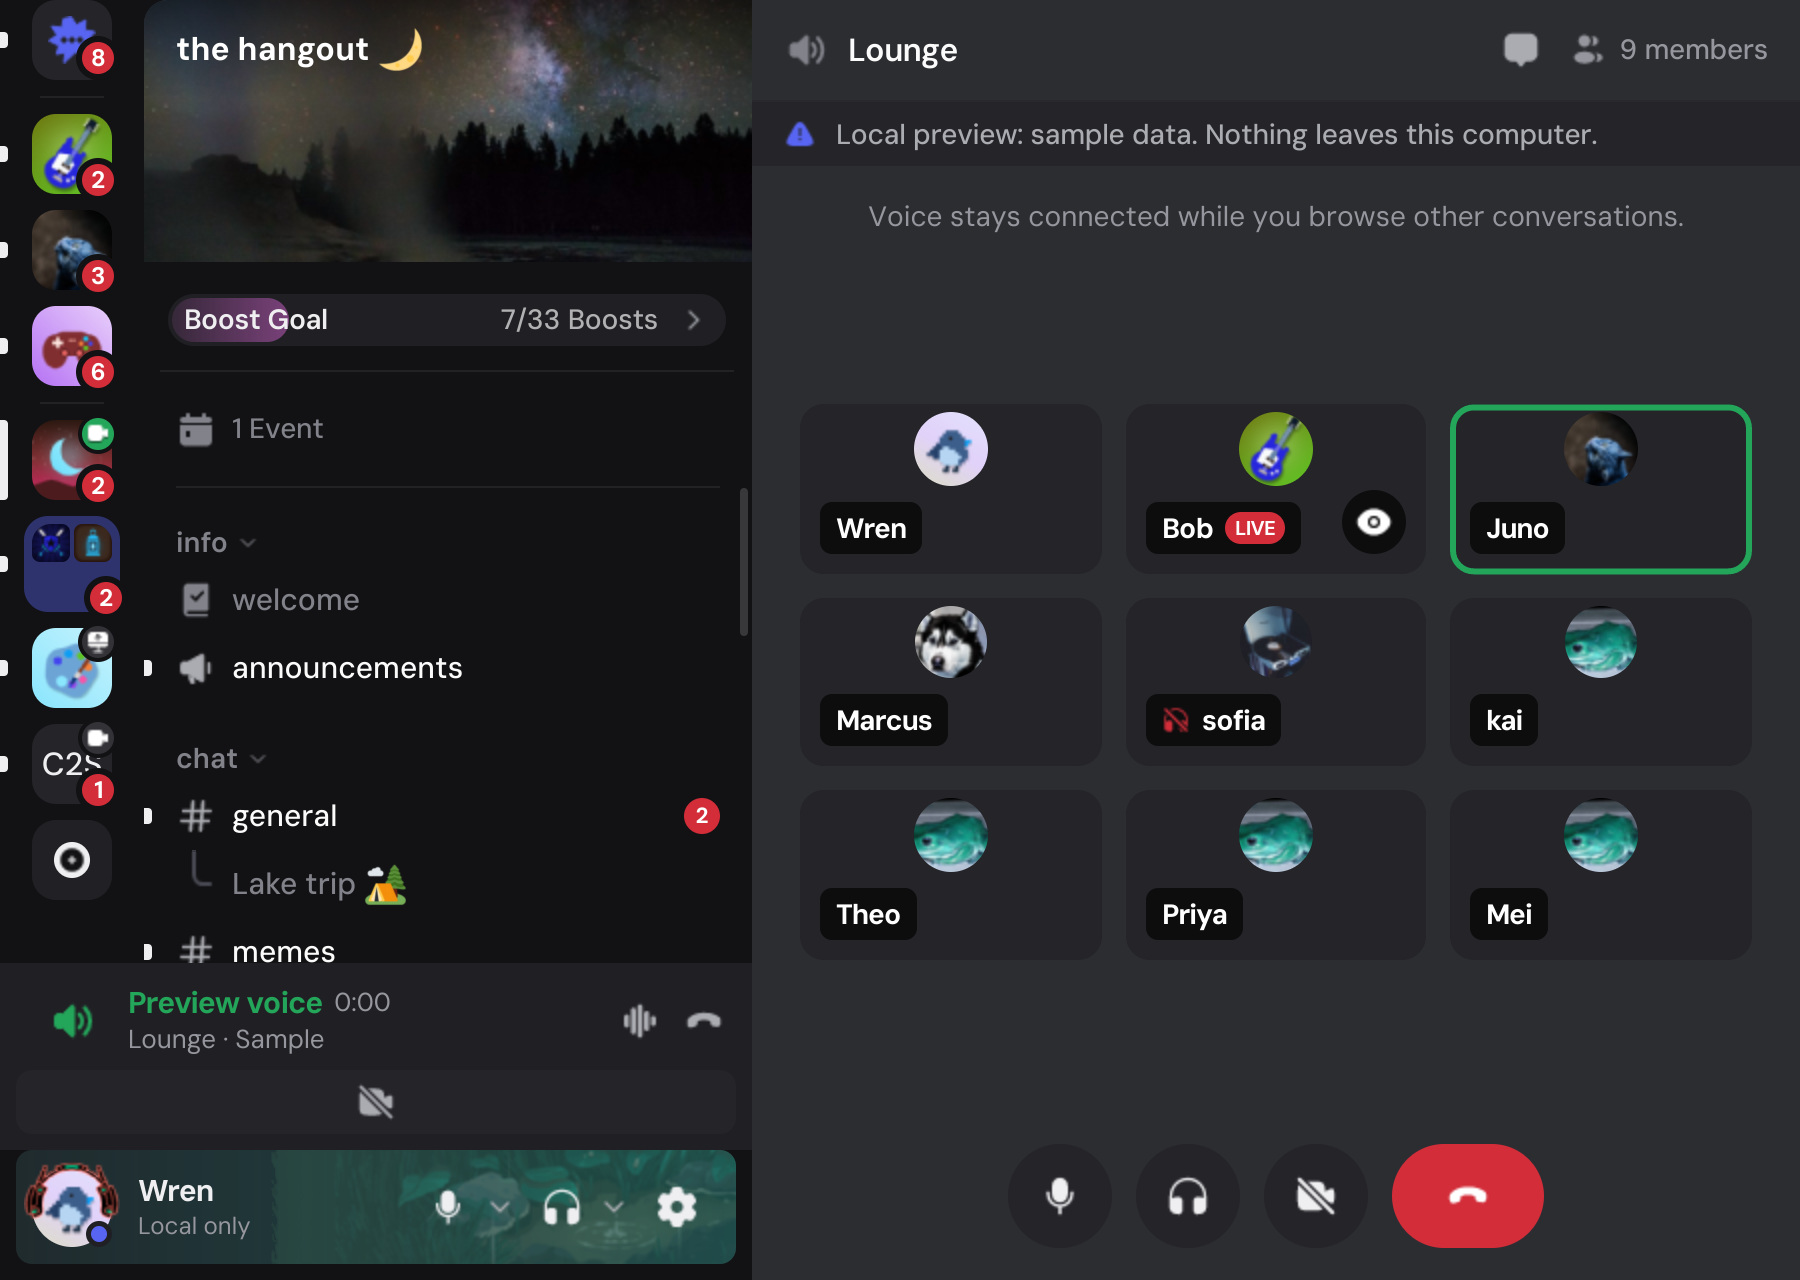 8
2
3
6
2
2
C2S
1
the hangout
Boost Goal
7/33 Boosts
1 Event
info
welcome
announcements
chat
general
2
Lake trip
memes
Preview voice 0:00
Lounge · Sample
Wren
Local only
Lounge
9 members
Local preview: sample data. Nothing leaves this computer.
Voice stays connected while you browse other conversations.
Wren
Bob LIVE
Juno
Marcus
sofia
kai
Theo
Priya
Mei